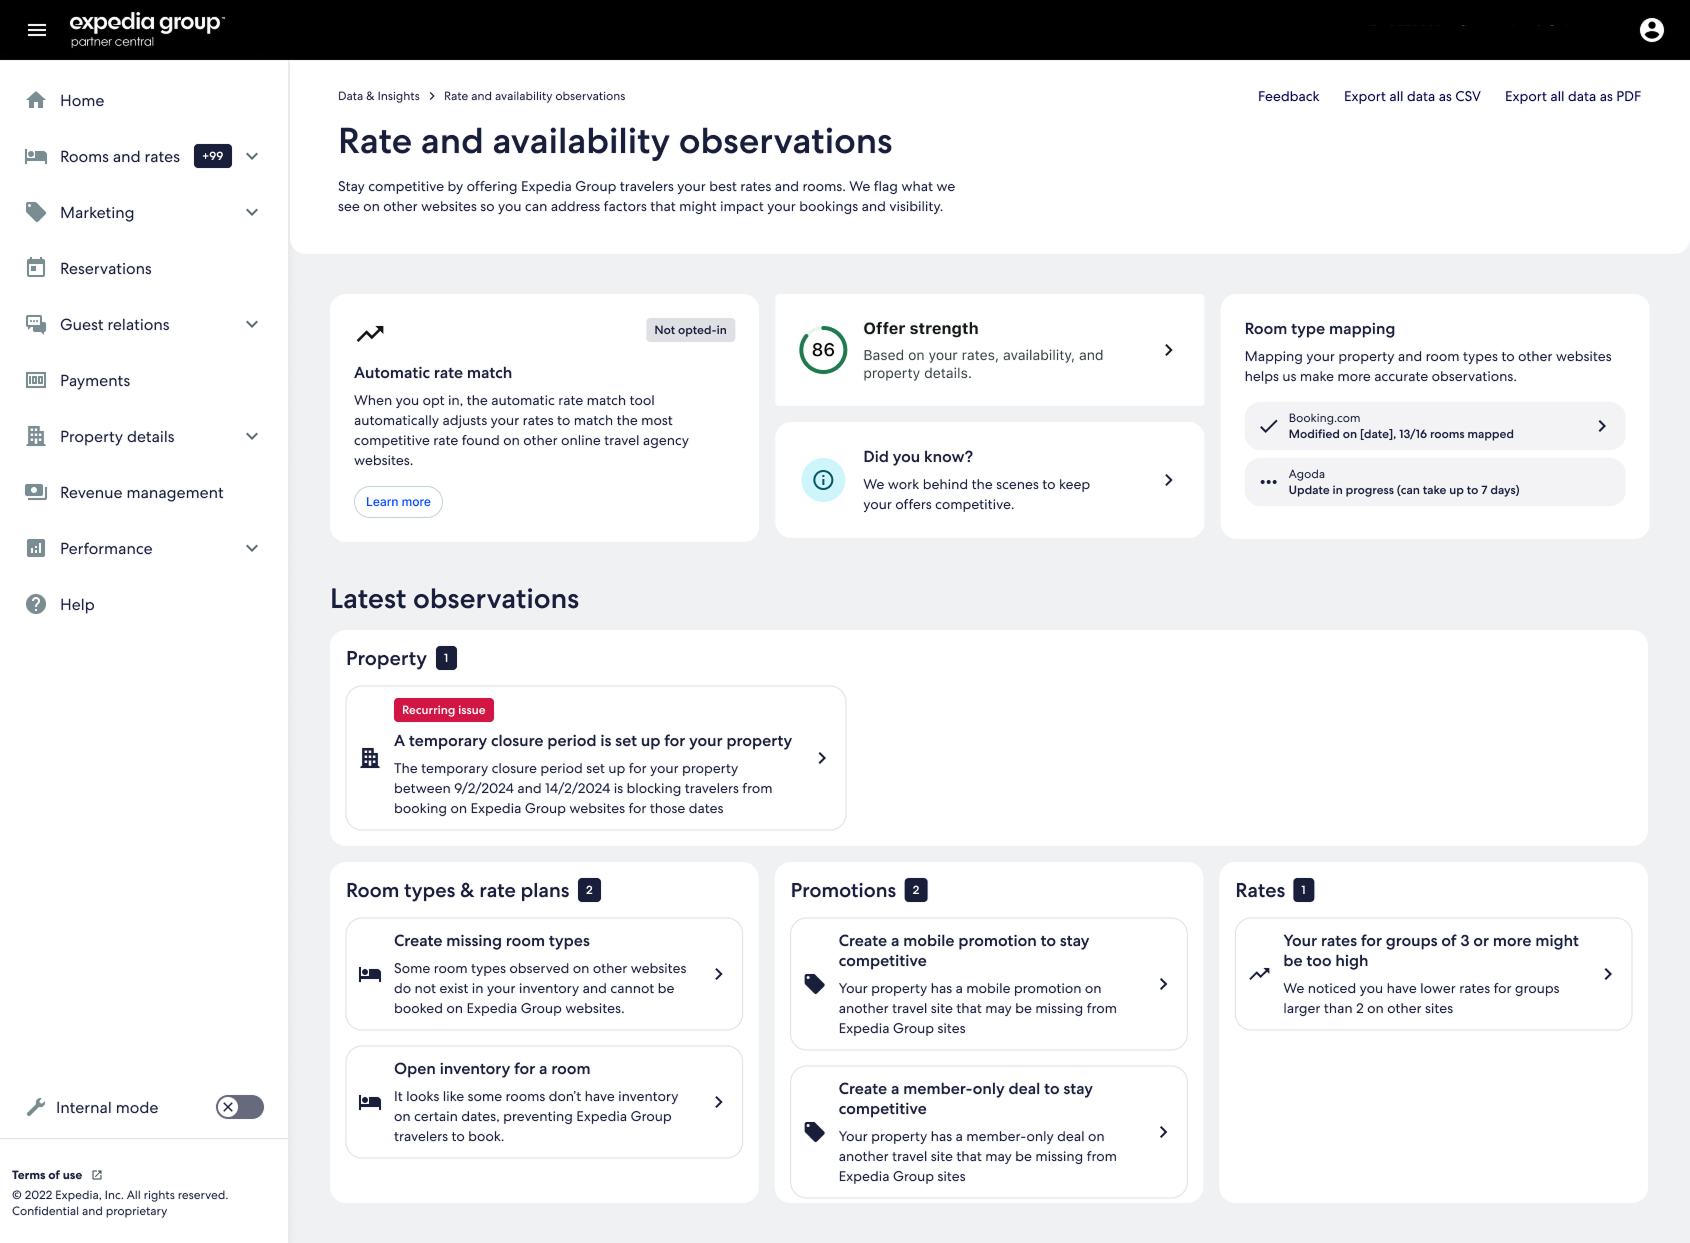 expedia group
partner central
Home
Rooms and rates +99
Marketing
Reservations
Guest relations
Payments
Property details
Revenue management
Performance
Help
Internal mode
Terms of use
© 2022 Expedia, Inc. All rights reserved.
Confidential and proprietary
Data & Insights > Rate and availability observations
Feedback Export all data as CSV Export all data as PDF
Rate and availability observations
Stay competitive by offering Expedia Group travelers your best rates and rooms. We flag what we
see on other websites so you can address factors that might impact your bookings and visibility.
Not opted-in
Automatic rate match
When you opt in, the automatic rate match tool
automatically adjusts your rates to match the most
competitive rate found on other online travel agency
websites.
Learn more
86
Offer strength
Based on your rates, availability, and
property details.
Did you know?
We work behind the scenes to keep
your offers competitive.
Room type mapping
Mapping your property and room types to other websites
helps us make more accurate observations.
Booking.com
Modified on [date], 13/16 rooms mapped
Agoda
Update in progress (can take up to 7 days)
Latest observations
Property 1
Recurring issue
A temporary closure period is set up for your property
The temporary closure period set up for your property
between 9/2/2024 and 14/2/2024 is blocking travelers from
booking on Expedia Group websites for those dates
Room types & rate plans 2
Create missing room types
Some room types observed on other websites
do not exist in your inventory and cannot be
booked on Expedia Group websites.
Open inventory for a room
It looks like some rooms don't have inventory
on certain dates, preventing Expedia Group
travelers to book.
Promotions 2
Create a mobile promotion to stay
competitive
Your property has a mobile promotion on
another travel site that may be missing from
Expedia Group sites
Create a member-only deal to stay
competitive
Your property has a member-only deal on
another travel site that may be missing from
Expedia Group sites
Rates 1
Your rates for groups of 3 or more might
be too high
We noticed you have lower rates for groups
larger than 2 on other sites